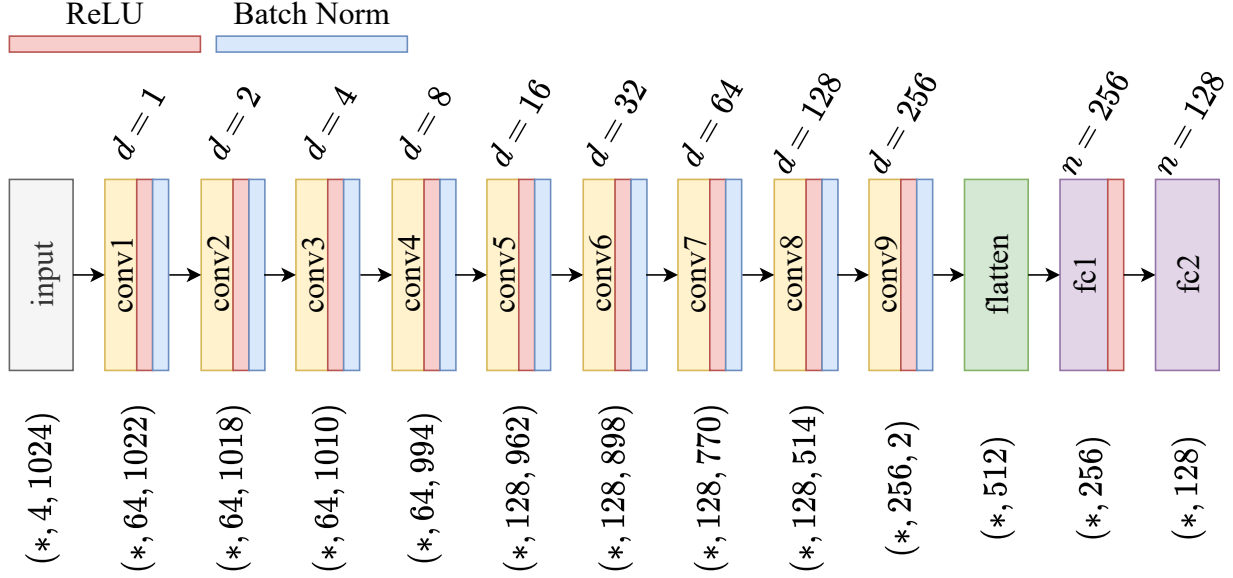 ReLU
Batch Norm
d = 1
d = 2
d = 4
d = 8
d = 16
d = 32
d = 64
d = 128
d = 256
n = 256
n = 128
input
conv1
conv2
conv3
conv4
conv5
conv6
conv7
conv8
conv9
flatten
fc1
fc2
(*, 4, 1024)
(*, 64, 1022)
(*, 64, 1018)
(*, 64, 1010)
(*, 64, 994)
(*, 128, 962)
(*, 128, 898)
(*, 128, 770)
(*, 128, 514)
(*, 256, 2)
(*, 512)
(*, 256)
(*, 128)